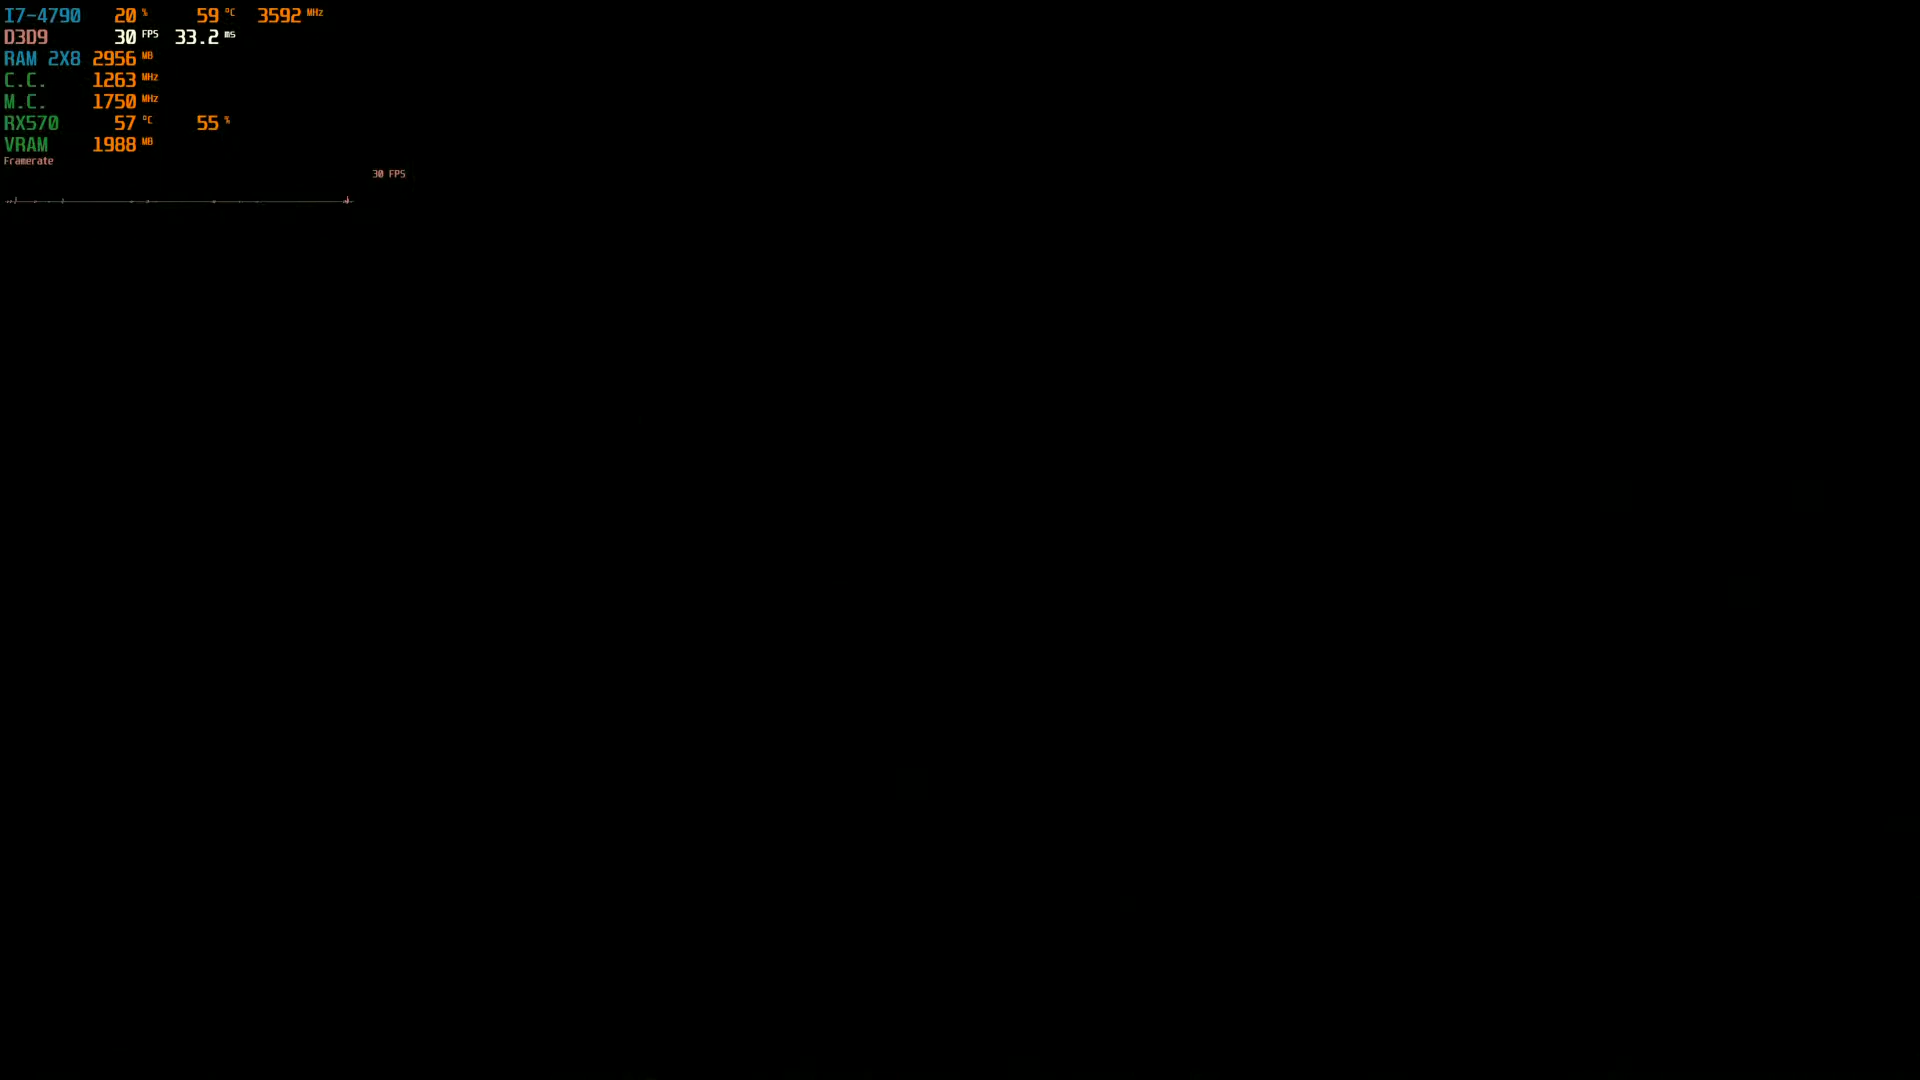 I7-4790 20 % 59 °C 3592 MHz
D3D9 30 FPS 33.2 ms
RAM 2X8 2956 MB
C.C. 1263 MHz
M.C. 1750 MHz
RX570 57 °C 55 %
VRAM 1988 MB
Framerate
30 FPS